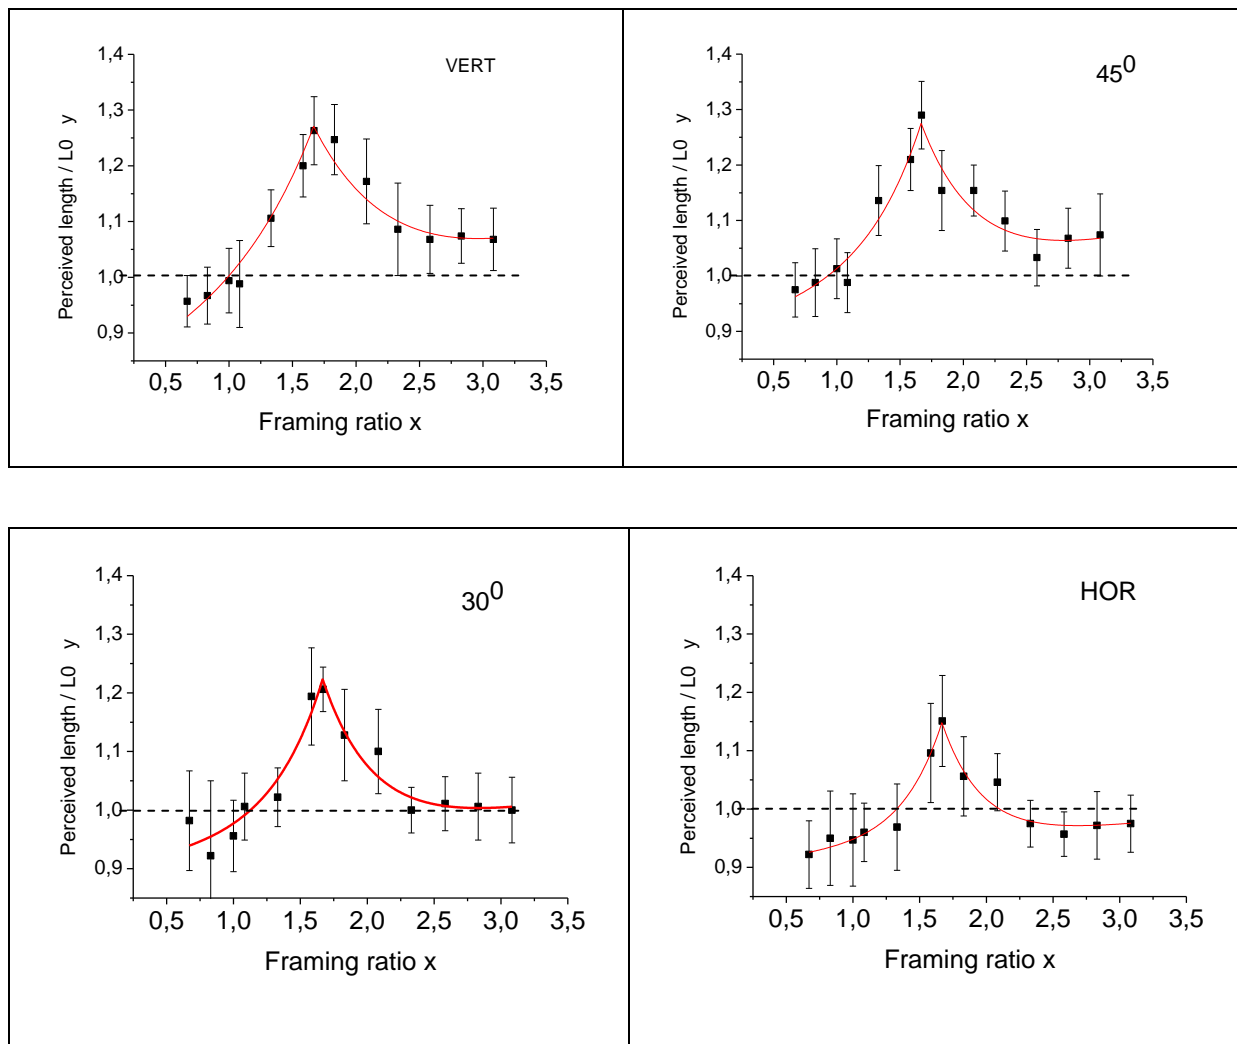 VERT
1,4
1,3
1,2
1,1
1,0
0,9
Perceived length / L0 y
0,5 1,0 1,5 2,0 2,5 3,0 3,5
Framing ratio x
45⁰
1,4
1,3
1,2
1,1
1,0
0,9
Perceived length / L0 y
0,5 1,0 1,5 2,0 2,5 3,0 3,5
Framing ratio x
30⁰
1,4
1,3
1,2
1,1
1,0
0,9
Perceived length / L0 y
0,5 1,0 1,5 2,0 2,5 3,0 3,5
Framing ratio x
HOR
1,4
1,3
1,2
1,1
1,0
0,9
Perceived length / L0 y
0,5 1,0 1,5 2,0 2,5 3,0 3,5
Framing ratio x